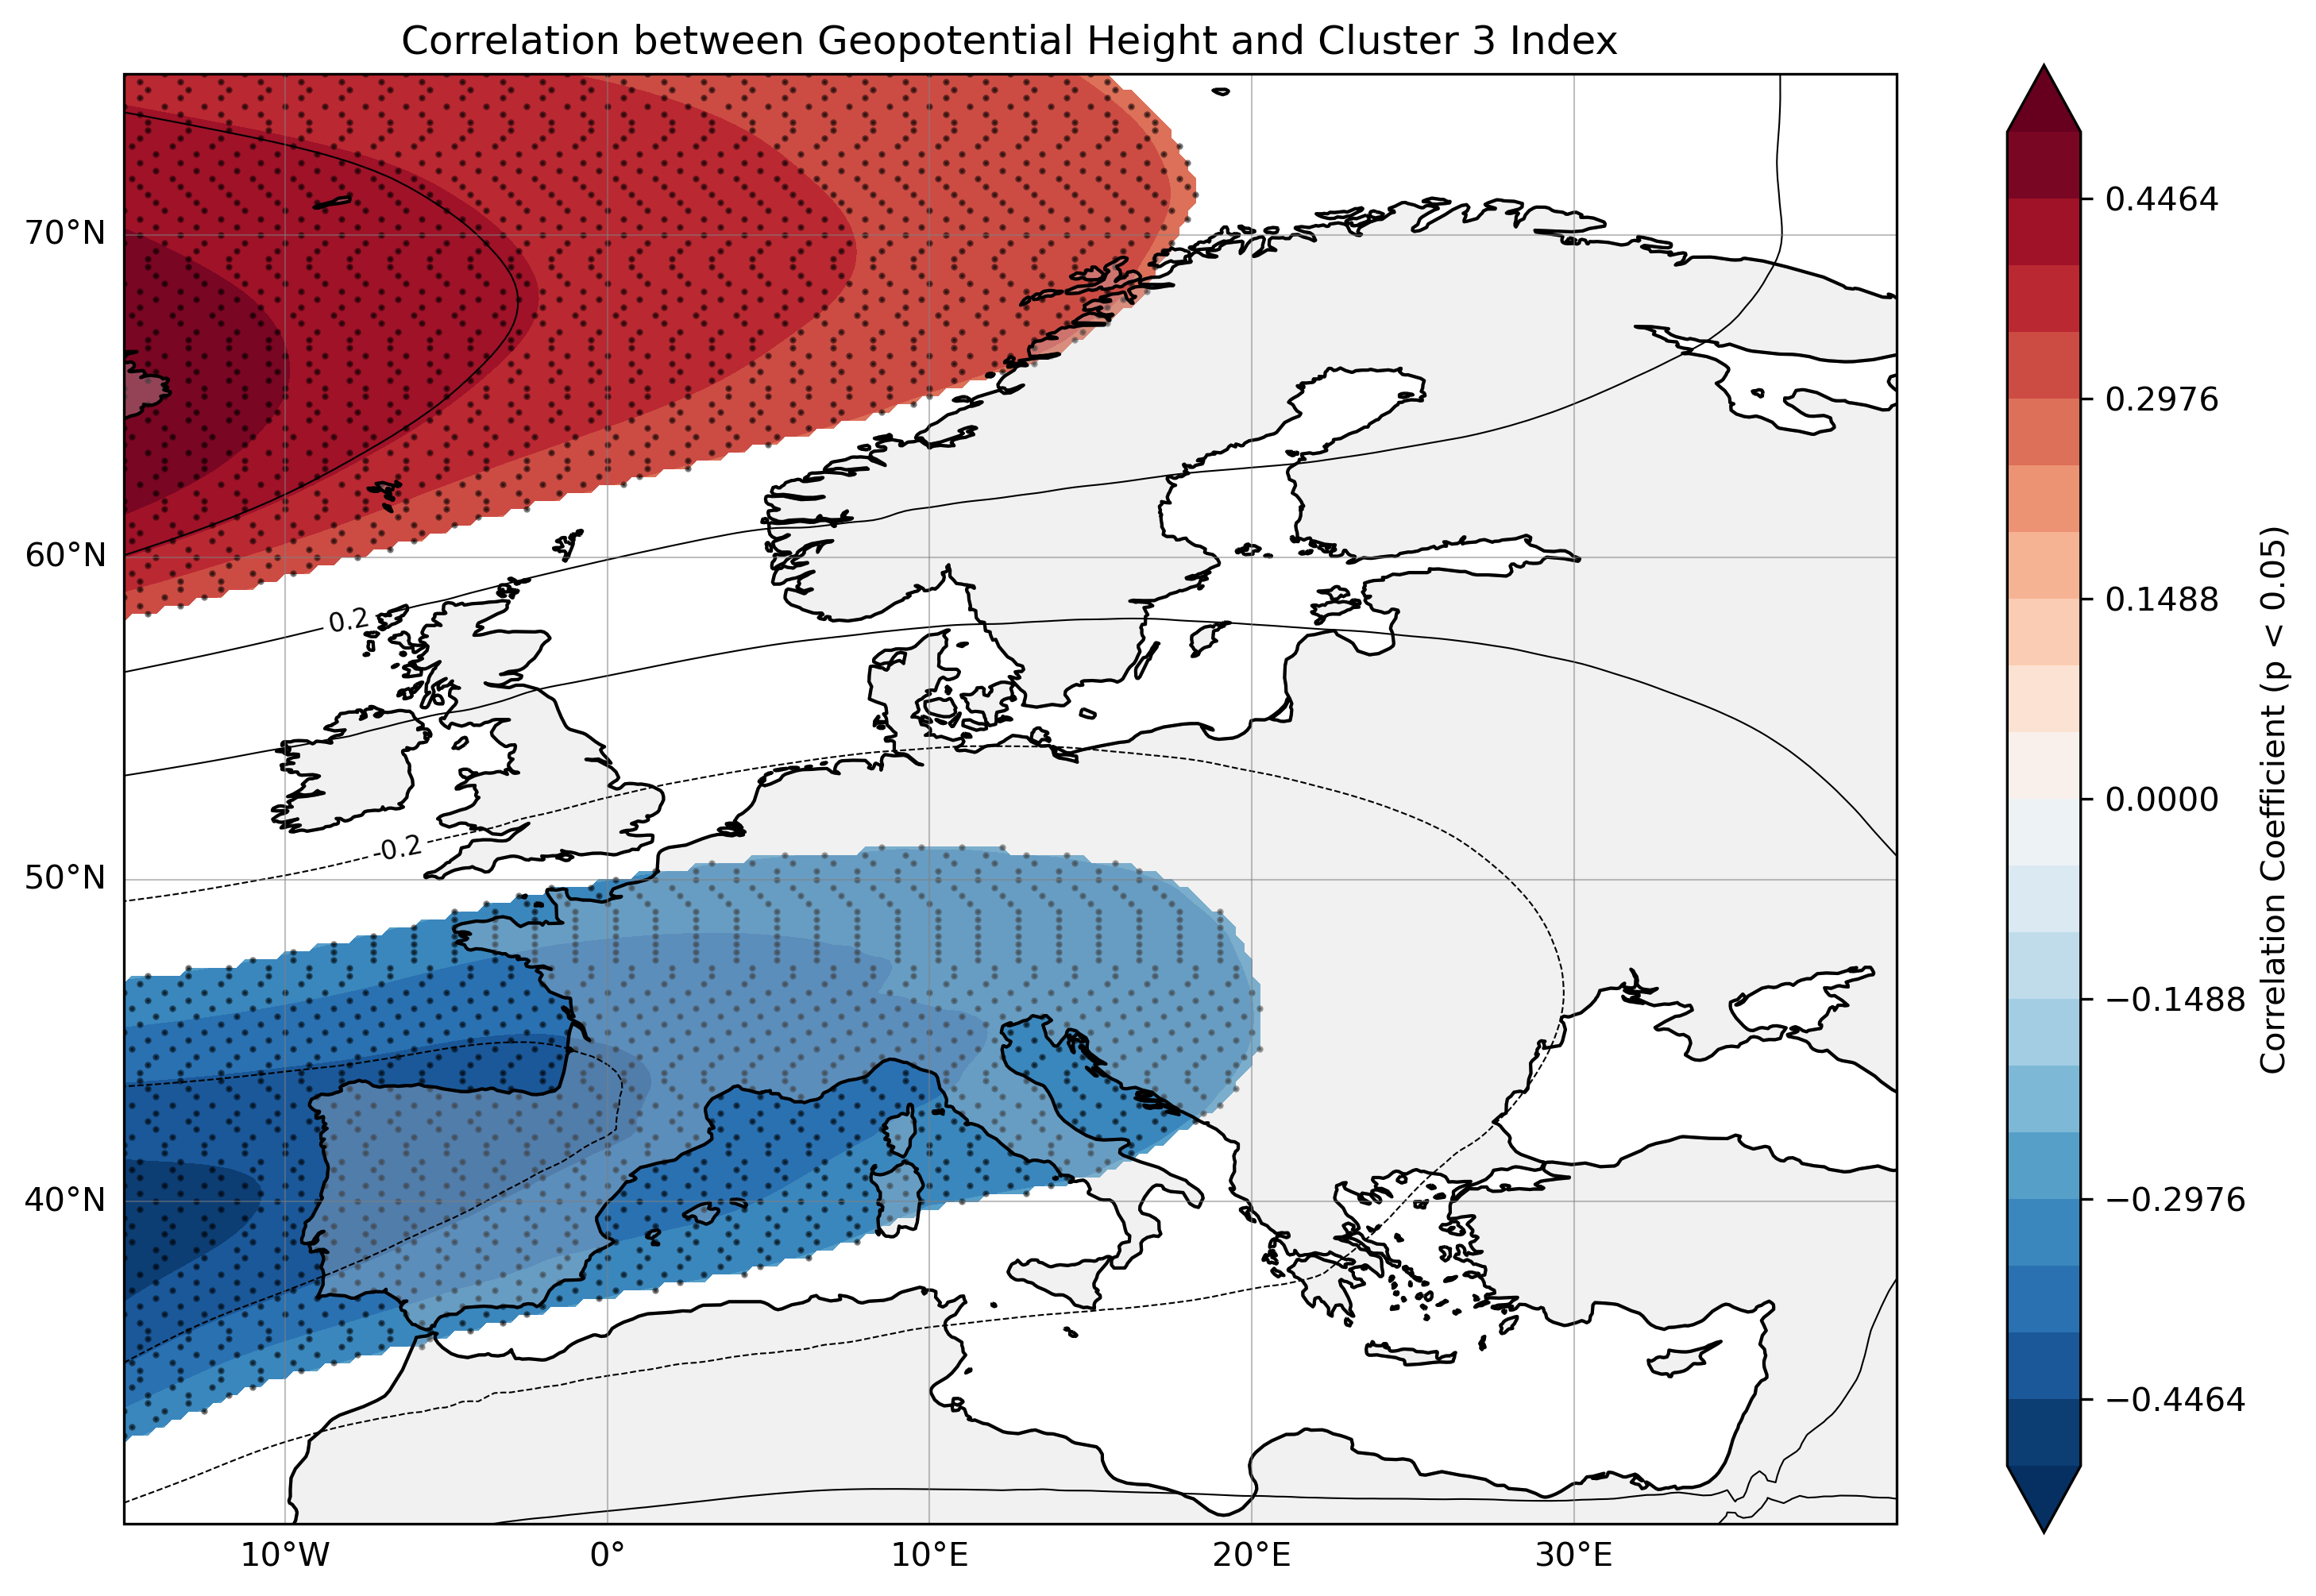 Correlation between Geopotential Height and Cluster 3 Index
70°N
60°N
50°N
40°N
0.2
-0.2
10°W
0°
10°E
20°E
30°E
0.4464
0.2976
0.1488
0.0000
−0.1488
−0.2976
−0.4464
Correlation Coefficient (p < 0.05)